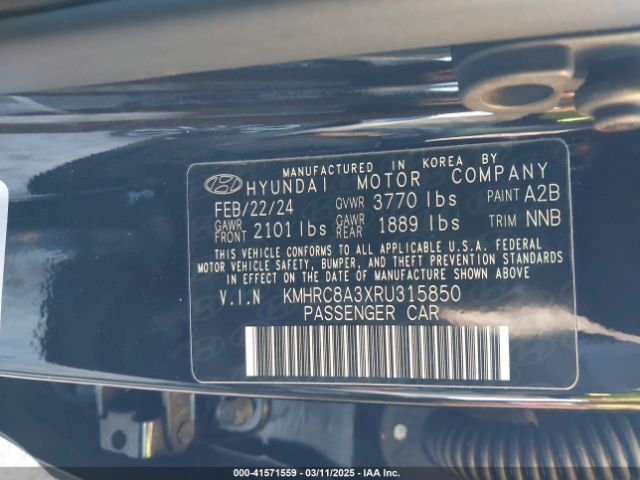 MANUFACTURED IN KOREA BY
HYUNDAI MOTOR COMPANY
FEB/22/24 GVWR 3770 lbs PAINT A2B
GAWR FRONT 2101 lbs GAWR REAR 1889 lbs TRIM NNB
THIS VEHICLE CONFORMS TO ALL APPLICABLE U.S.A. FEDERAL
MOTOR VEHICLE SAFETY, BUMPER, AND THEFT PREVENTION STANDARDS
IN EFFECT ON THE DATE OF MANUFACTURE SHOWN ABOVE.
V.I.N KMHRC8A3XRU315850
PASSENGER CAR
000-41571559 - 03/11/2025 - IAA Inc.